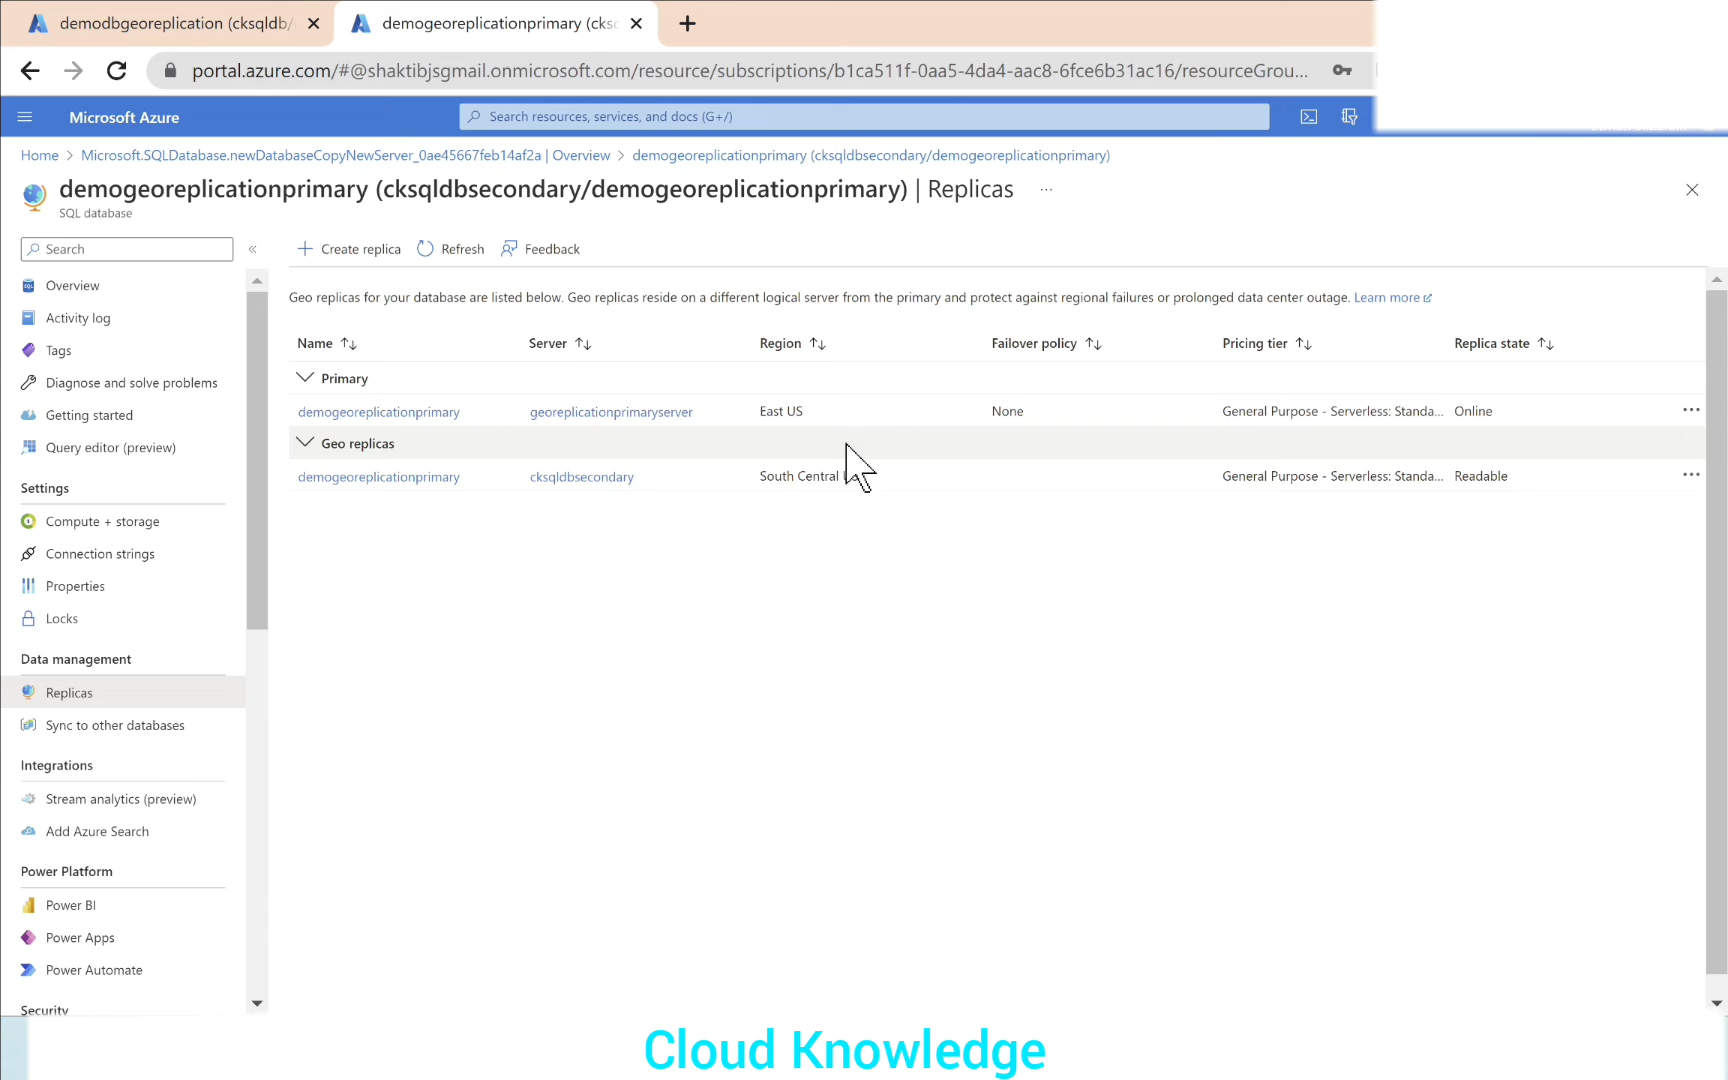 demodbgeoreplication (cksqldb/
demogeoreplicationprimary (cksq
portal.azure.com/#@shaktibjsgmail.onmicrosoft.com/resource/subscriptions/b1ca511f-0aa5-4da4-aac8-6fce6b31ac16/resourceGrou...
Microsoft Azure
Search resources, services, and docs (G+/)
Home > Microsoft.SQLDatabase.newDatabaseCopyNewServer_0ae45667feb14af2a | Overview > demogeoreplicationprimary (cksqldbsecondary/demogeoreplicationprimary)
demogeoreplicationprimary (cksqldbsecondary/demogeoreplicationprimary) | Replicas ...
SQL database
Search
Create replica Refresh Feedback
Overview
Activity log
Tags
Diagnose and solve problems
Getting started
Query editor (preview)
Settings
Compute + storage
Connection strings
Properties
Locks
Data management
Replicas
Sync to other databases
Integrations
Stream analytics (preview)
Add Azure Search
Power Platform
Power BI
Power Apps
Power Automate
Security
Geo replicas for your database are listed below. Geo replicas reside on a different logical server from the primary and protect against regional failures or prolonged data center outage. Learn more
Name Server Region Failover policy Pricing tier Replica state
Primary
demogeoreplicationprimary georeplicationprimaryserver East US None General Purpose - Serverless: Standa... Online
Geo replicas
demogeoreplicationprimary cksqldbsecondary South Central General Purpose - Serverless: Standa... Readable
Cloud Knowledge